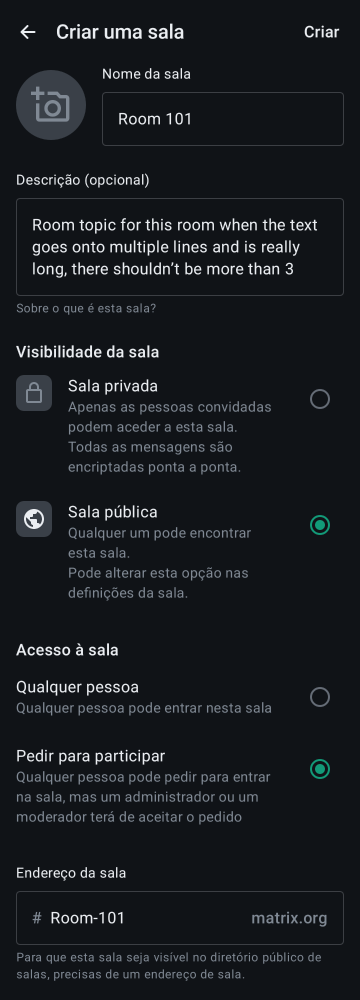 Criar uma sala
Criar
Nome da sala
Room 101
Descrição (opcional)
Room topic for this room when the text
goes onto multiple lines and is really
long, there shouldn’t be more than 3
Sobre o que é esta sala?
Visibilidade da sala
Sala privada
Apenas as pessoas convidadas
podem aceder a esta sala.
Todas as mensagens são
encriptadas ponta a ponta.
Sala pública
Qualquer um pode encontrar
esta sala.
Pode alterar esta opção nas
definições da sala.
Acesso à sala
Qualquer pessoa
Qualquer pessoa pode entrar nesta sala
Pedir para participar
Qualquer pessoa pode pedir para entrar
na sala, mas um administrador ou um
moderador terá de aceitar o pedido
Endereço da sala
# Room-101 matrix.org
Para que esta sala seja visível no diretório público de
salas, precisas de um endereço de sala.